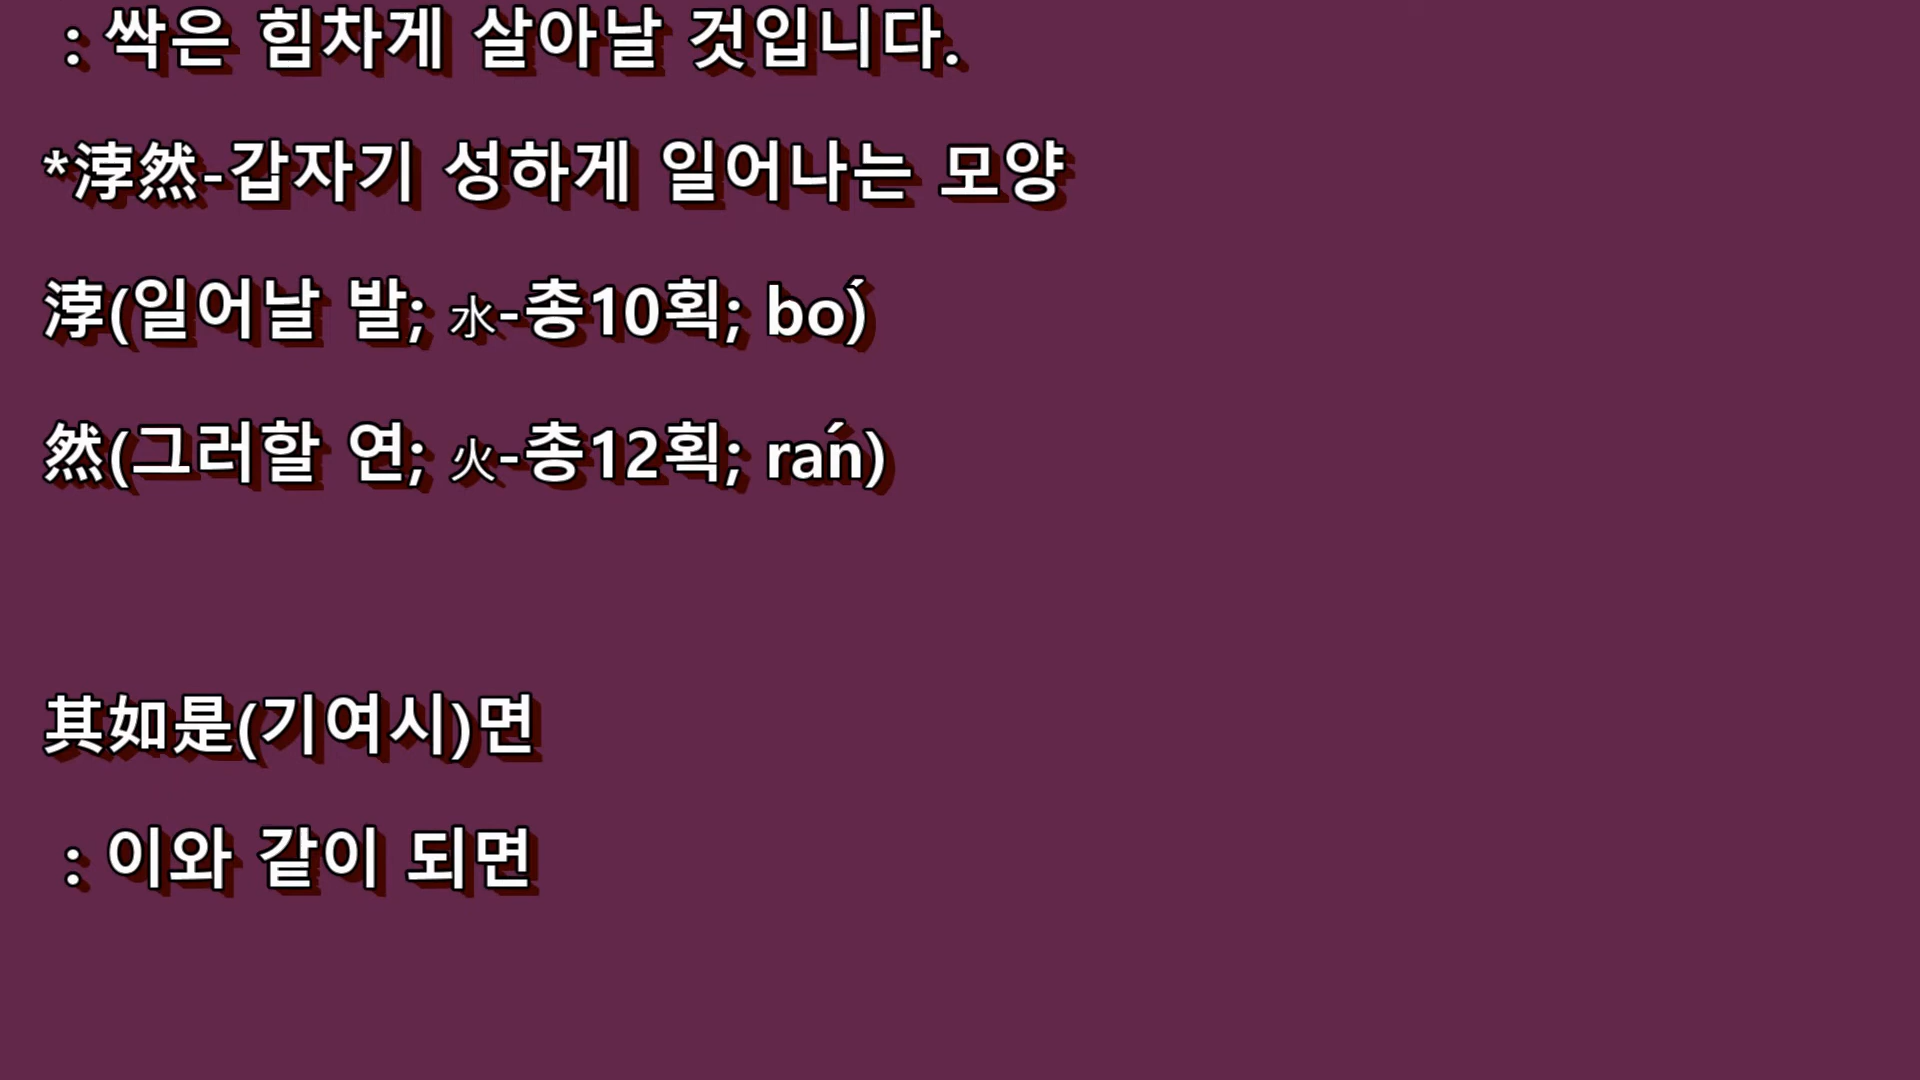 : 싹은 힘차게 살아날 것입니다.
*浡然-갑자기 성하게 일어나는 모양
浡(일어날 발; 水-총10획; bó)
然(그러할 연; 火-총12획; rań)
其如是(기여시)면
: 이와 같이 되면